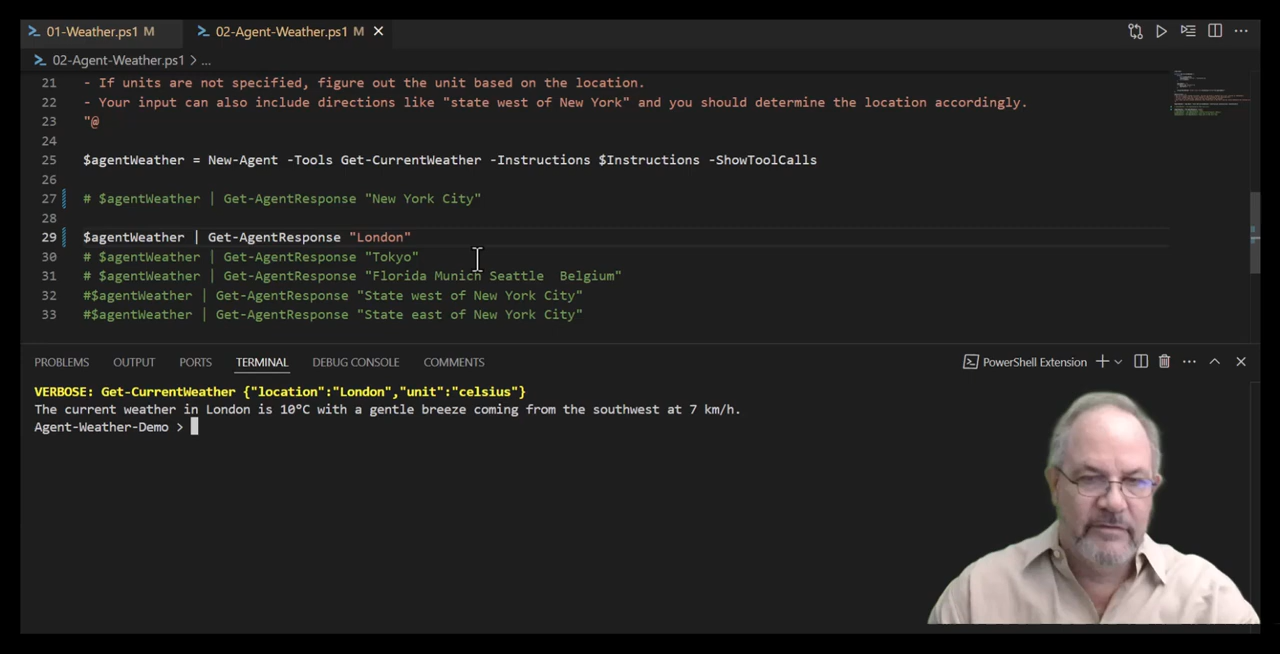 01-Weather.ps1 M
02-Agent-Weather.ps1 M
02-Agent-Weather.ps1 > ...
21 - If units are not specified, figure out the unit based on the location.
22 - Your input can also include directions like "state west of New York" and you should determine the location accordingly.
23 "@
24
25 $agentWeather = New-Agent -Tools Get-CurrentWeather -Instructions $Instructions -ShowToolCalls
26
27 # $agentWeather | Get-AgentResponse "New York City"
28
29 $agentWeather | Get-AgentResponse "London"
30 # $agentWeather | Get-AgentResponse "Tokyo"
31 # $agentWeather | Get-AgentResponse "Florida Munich Seattle  Belgium"
32 #$agentWeather | Get-AgentResponse "State west of New York City"
33 #$agentWeather | Get-AgentResponse "State east of New York City"
PROBLEMS OUTPUT PORTS TERMINAL DEBUG CONSOLE COMMENTS PowerShell Extension
VERBOSE: Get-CurrentWeather {"location":"London","unit":"celsius"}
The current weather in London is 10°C with a gentle breeze coming from the southwest at 7 km/h.
Agent-Weather-Demo >